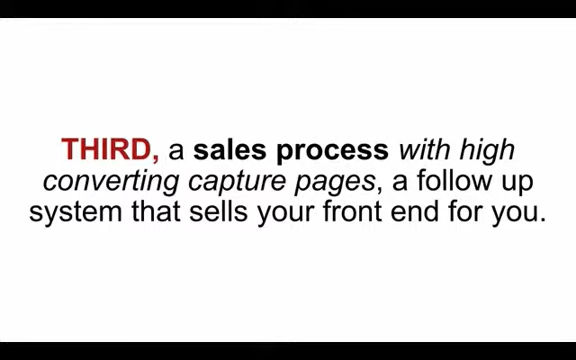 THIRD, a sales process with high
converting capture pages, a follow up
system that sells your front end for you.